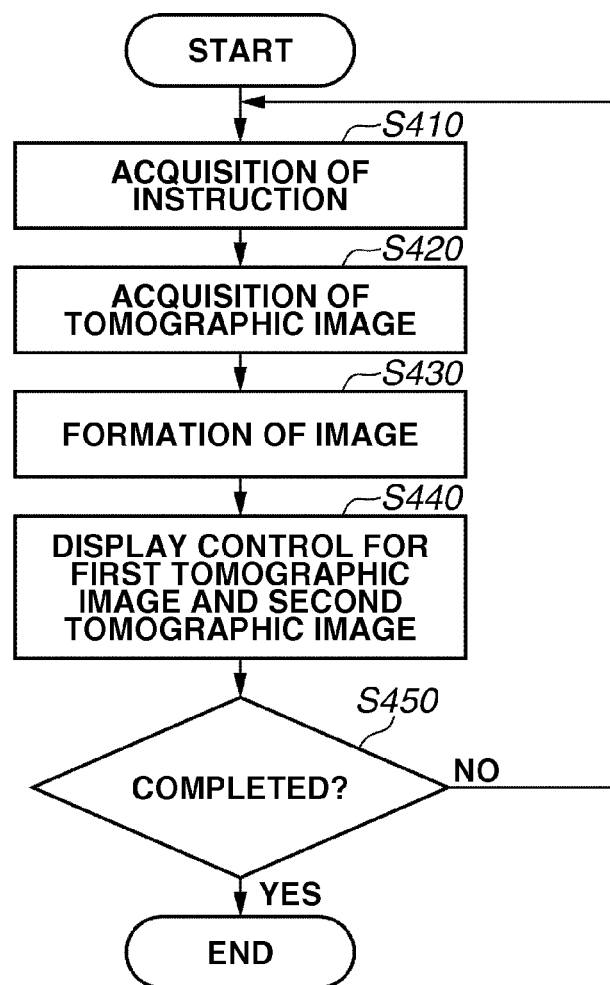 START
S410
ACQUISITION OF
INSTRUCTION
S420
ACQUISITION OF
TOMOGRAPHIC IMAGE
S430
FORMATION OF IMAGE
S440
DISPLAY CONTROL FOR
FIRST TOMOGRAPHIC
IMAGE AND SECOND
TOMOGRAPHIC IMAGE
S450
COMPLETED?
NO
YES
END